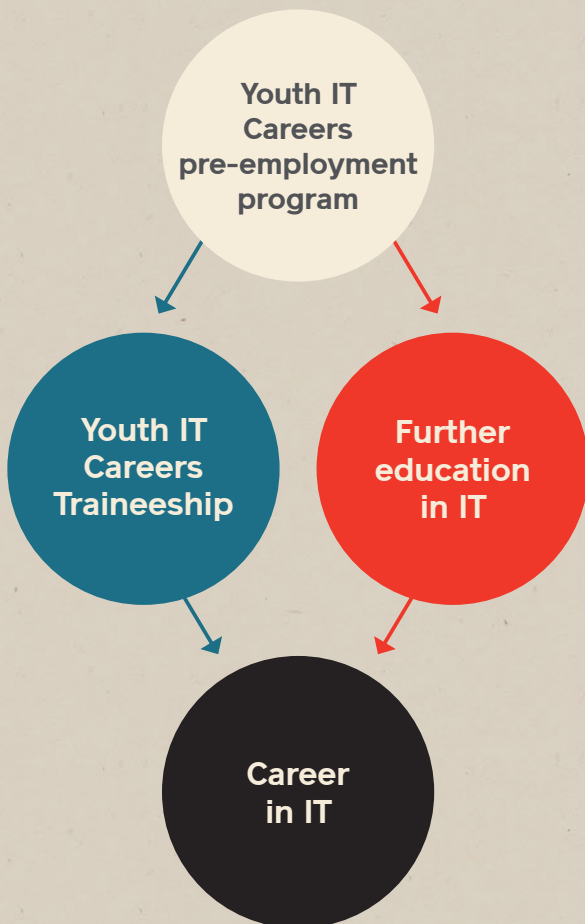 Youth IT
Careers
pre-employment
program
Youth IT
Careers
Traineeship
Further
education
in IT
Career
in IT